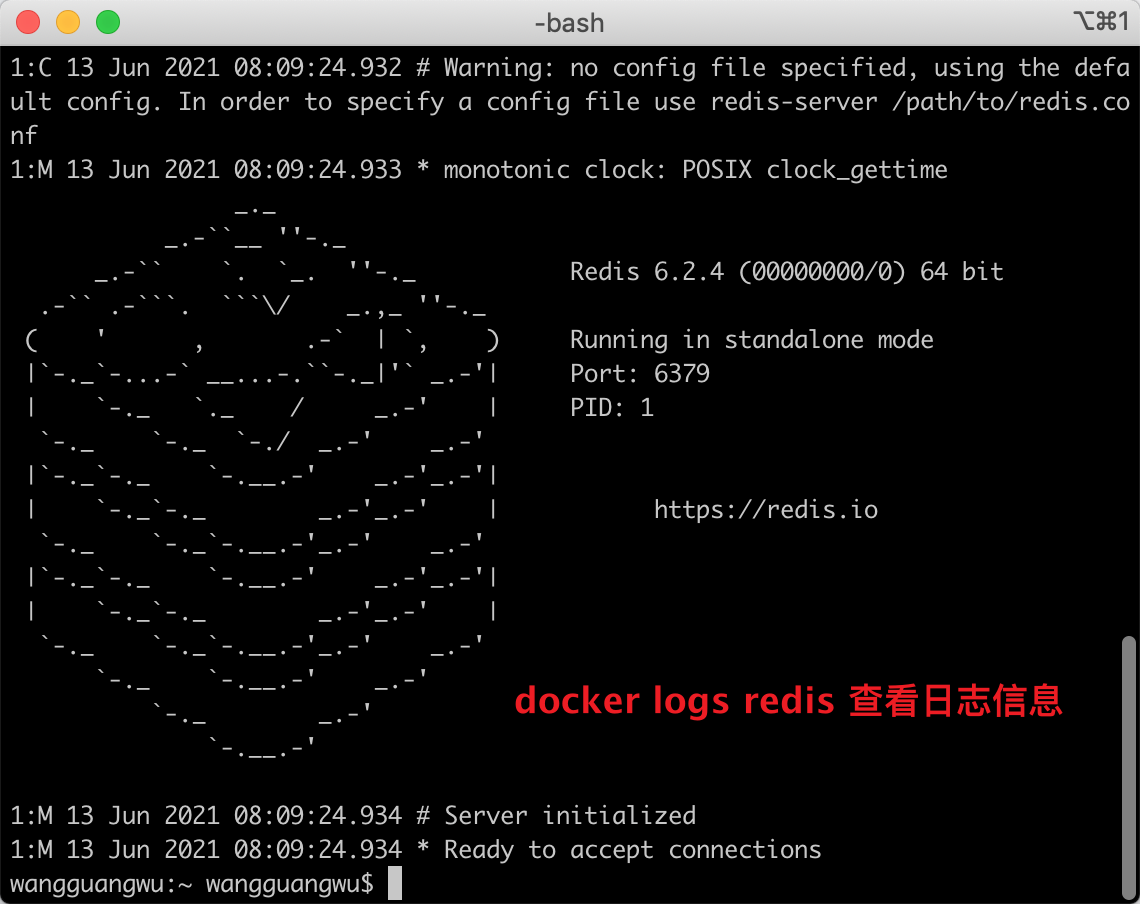 -bash
⌥⌘1
1:C 13 Jun 2021 08:09:24.932 # Warning: no config file specified, using the defa
ult config. In order to specify a config file use redis-server /path/to/redis.co
nf
1:M 13 Jun 2021 08:09:24.933 * monotonic clock: POSIX clock_gettime
Redis 6.2.4 (00000000/0) 64 bit
Running in standalone mode
Port: 6379
PID: 1
https://redis.io
docker logs redis 查看日志信息
1:M 13 Jun 2021 08:09:24.934 # Server initialized
1:M 13 Jun 2021 08:09:24.934 * Ready to accept connections
wangguangwu:~ wangguangwu$